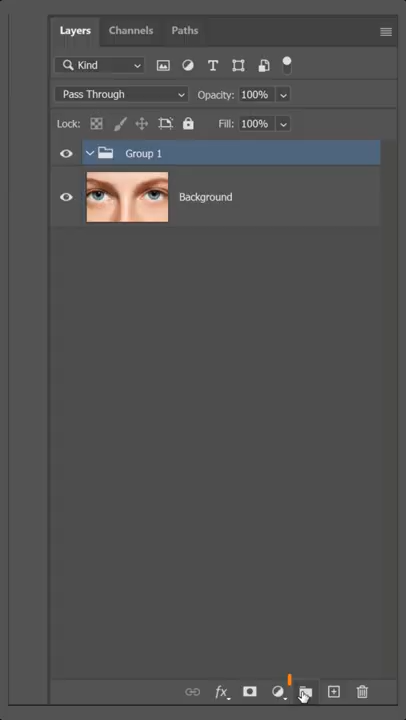 Layers Channels Paths
Kind
Pass Through Opacity: 100%
Lock: Fill: 100%
Group 1
Background
fx